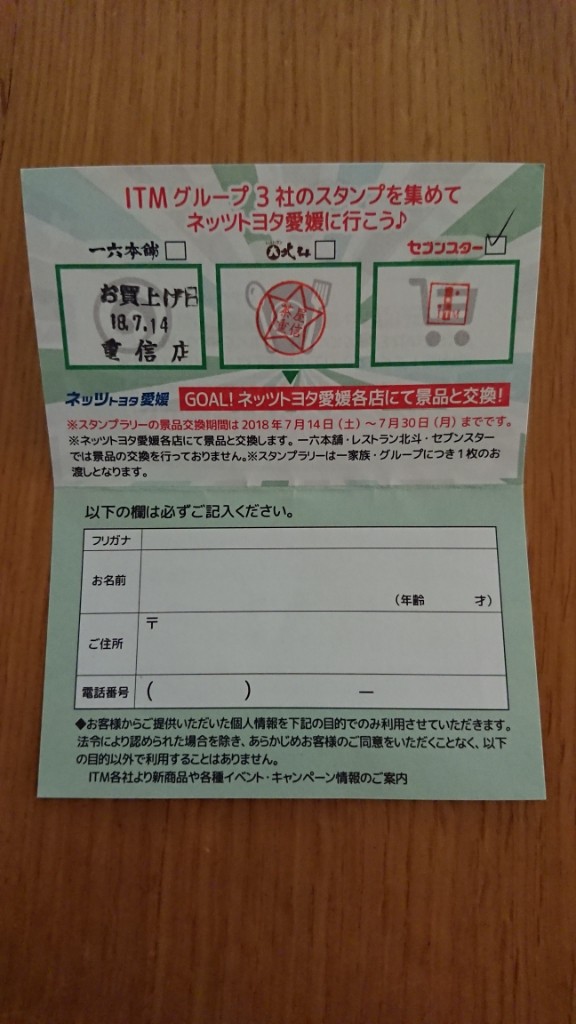 ITMグループ3社のスタンプを集めて
ネッツトヨタ愛媛に行こう♪
一六本舗 □ 北斗 □ セブンスター ☑
お買上げ日
18.7.14
重信店
茶屋
重信
ネッツトヨタ愛媛 GOAL! ネッツトヨタ愛媛各店にて景品と交換!
※スタンプラリーの景品交換期間は2018年7月14日(土)~7月30日(月)までです。
※ネッツトヨタ愛媛各店にて景品と交換します。一六本舗・レストラン北斗・セブンスター
では景品の交換を行っておりません。※スタンプラリーは一家族・グループにつき1枚のお
渡しとなります。
以下の欄は必ずご記入ください。
フリガナ
お名前
(年齢 才)
ご住所 〒
電話番号 ( ) ー
◆お客様からご提供いただいた個人情報を下記の目的でのみ利用させていただきます。
法令により認められた場合を除き、あらかじめお客様のご同意をいただくことなく、以下
の目的以外で利用することはありません。
ITM各社より新商品や各種イベント・キャンペーン情報のご案内